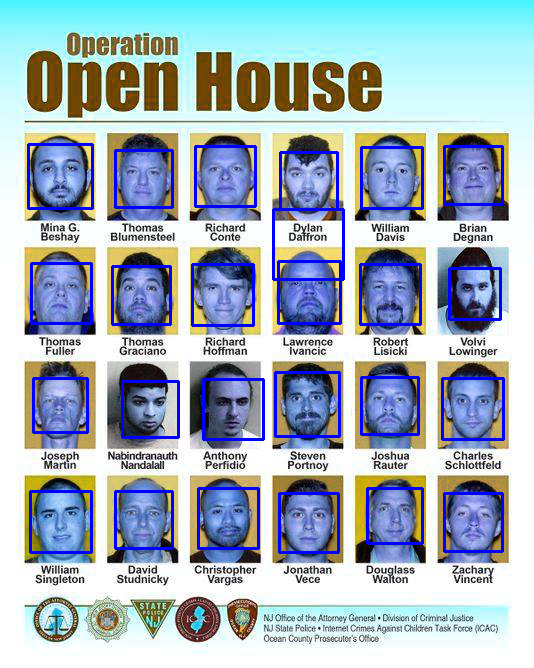 Operation
Open House
Mina G. Beshay
Thomas Blumensteel
Richard Conte
Dylan Daffron
William Davis
Brian Degnan
Thomas Fuller
Thomas Graciano
Richard Hoffman
Lawrence Ivancic
Robert Lisicki
Volvi Lowinger
Joseph Martin
Nabindranauth Nandalall
Anthony Perfidio
Steven Portnoy
Joshua Rauter
Charles Schlottfeld
William Singleton
David Studnicky
Christopher Vargas
Jonathan Vece
Douglass Walton
Zachary Vincent
STATE POLICE
NJ
NJ Office of the Attorney General • Division of Criminal Justice
NJ State Police • Internet Crimes Against Children Task Force (ICAC)
Ocean County Prosecutor's Office